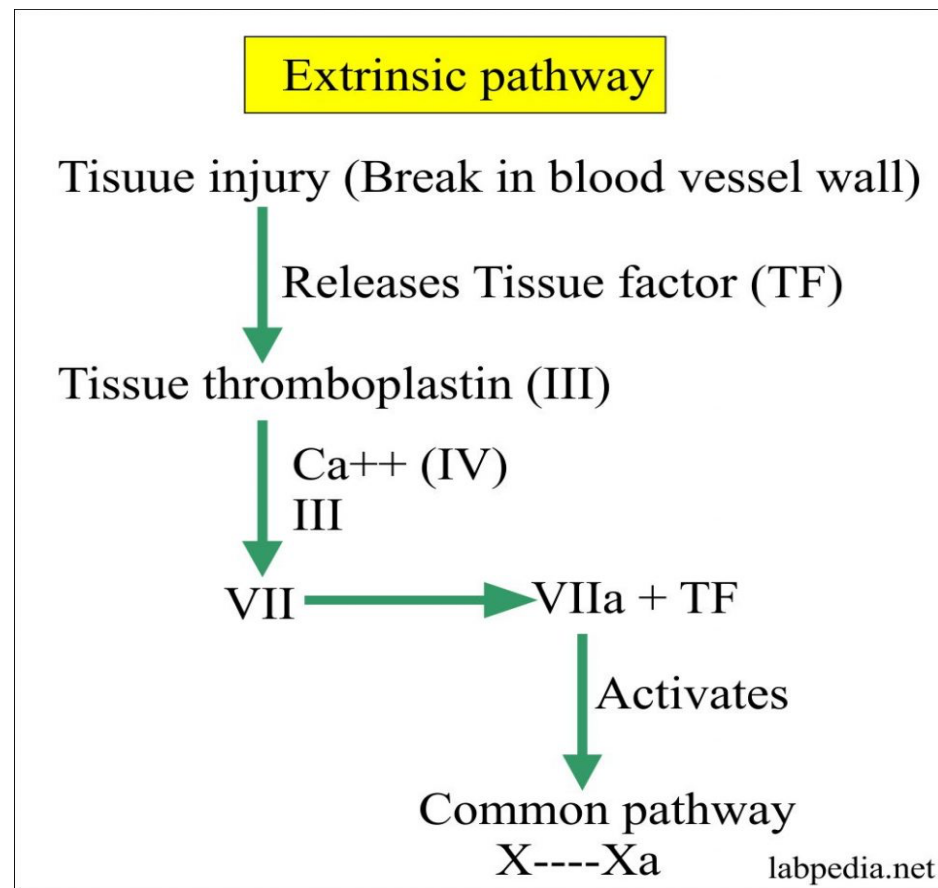 Extrinsic pathway
Tisuue injury (Break in blood vessel wall)
Releases Tissue factor (TF)
Tissue thromboplastin (III)
Ca++ (IV)
III
VII VIIa + TF
Activates
Common pathway
X----Xa
labpedia.net